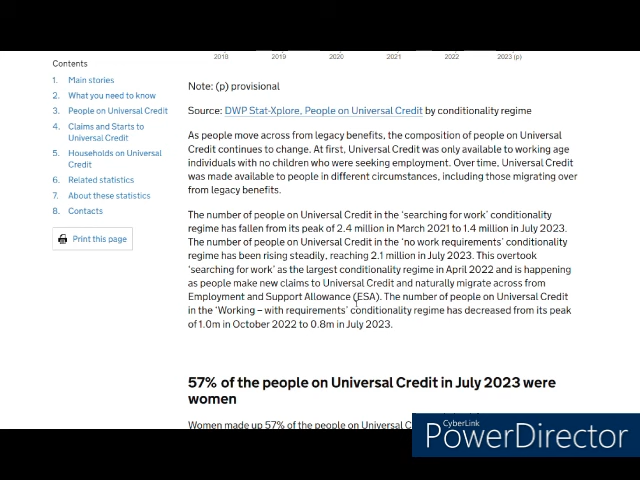 2018 2019 2020 2021 2022 2023 (p)
Contents
1. Main stories
2. What you need to know
3. People on Universal Credit
4. Claims and Starts to
Universal Credit
5. Households on Universal
Credit
6. Related statistics
7. About these statistics
8. Contacts
Print this page
Note: (p) provisional
Source: DWP Stat-Xplore, People on Universal Credit by conditionality regime
As people move across from legacy benefits, the composition of people on Universal
Credit continues to change. At first, Universal Credit was only available to working age
individuals with no children who were seeking employment. Over time, Universal Credit
was made available to people in different circumstances, including those migrating over
from legacy benefits.
The number of people on Universal Credit in the ‘searching for work’ conditionality
regime has fallen from its peak of 2.4 million in March 2021 to 1.4 million in July 2023.
The number of people on Universal Credit in the ‘no work requirements’ conditionality
regime has been rising steadily, reaching 2.1 million in July 2023. This overtook
‘searching for work’ as the largest conditionality regime in April 2022 and is happening
as people make new claims to Universal Credit and naturally migrate across from
Employment and Support Allowance (ESA). The number of people on Universal Credit
in the ‘Working – with requirements’ conditionality regime has decreased from its peak
of 1.0m in October 2022 to 0.8m in July 2023.
57% of the people on Universal Credit in July 2023 were
women
Women made up 57% of the people on Universal C
CyberLink
PowerDirector